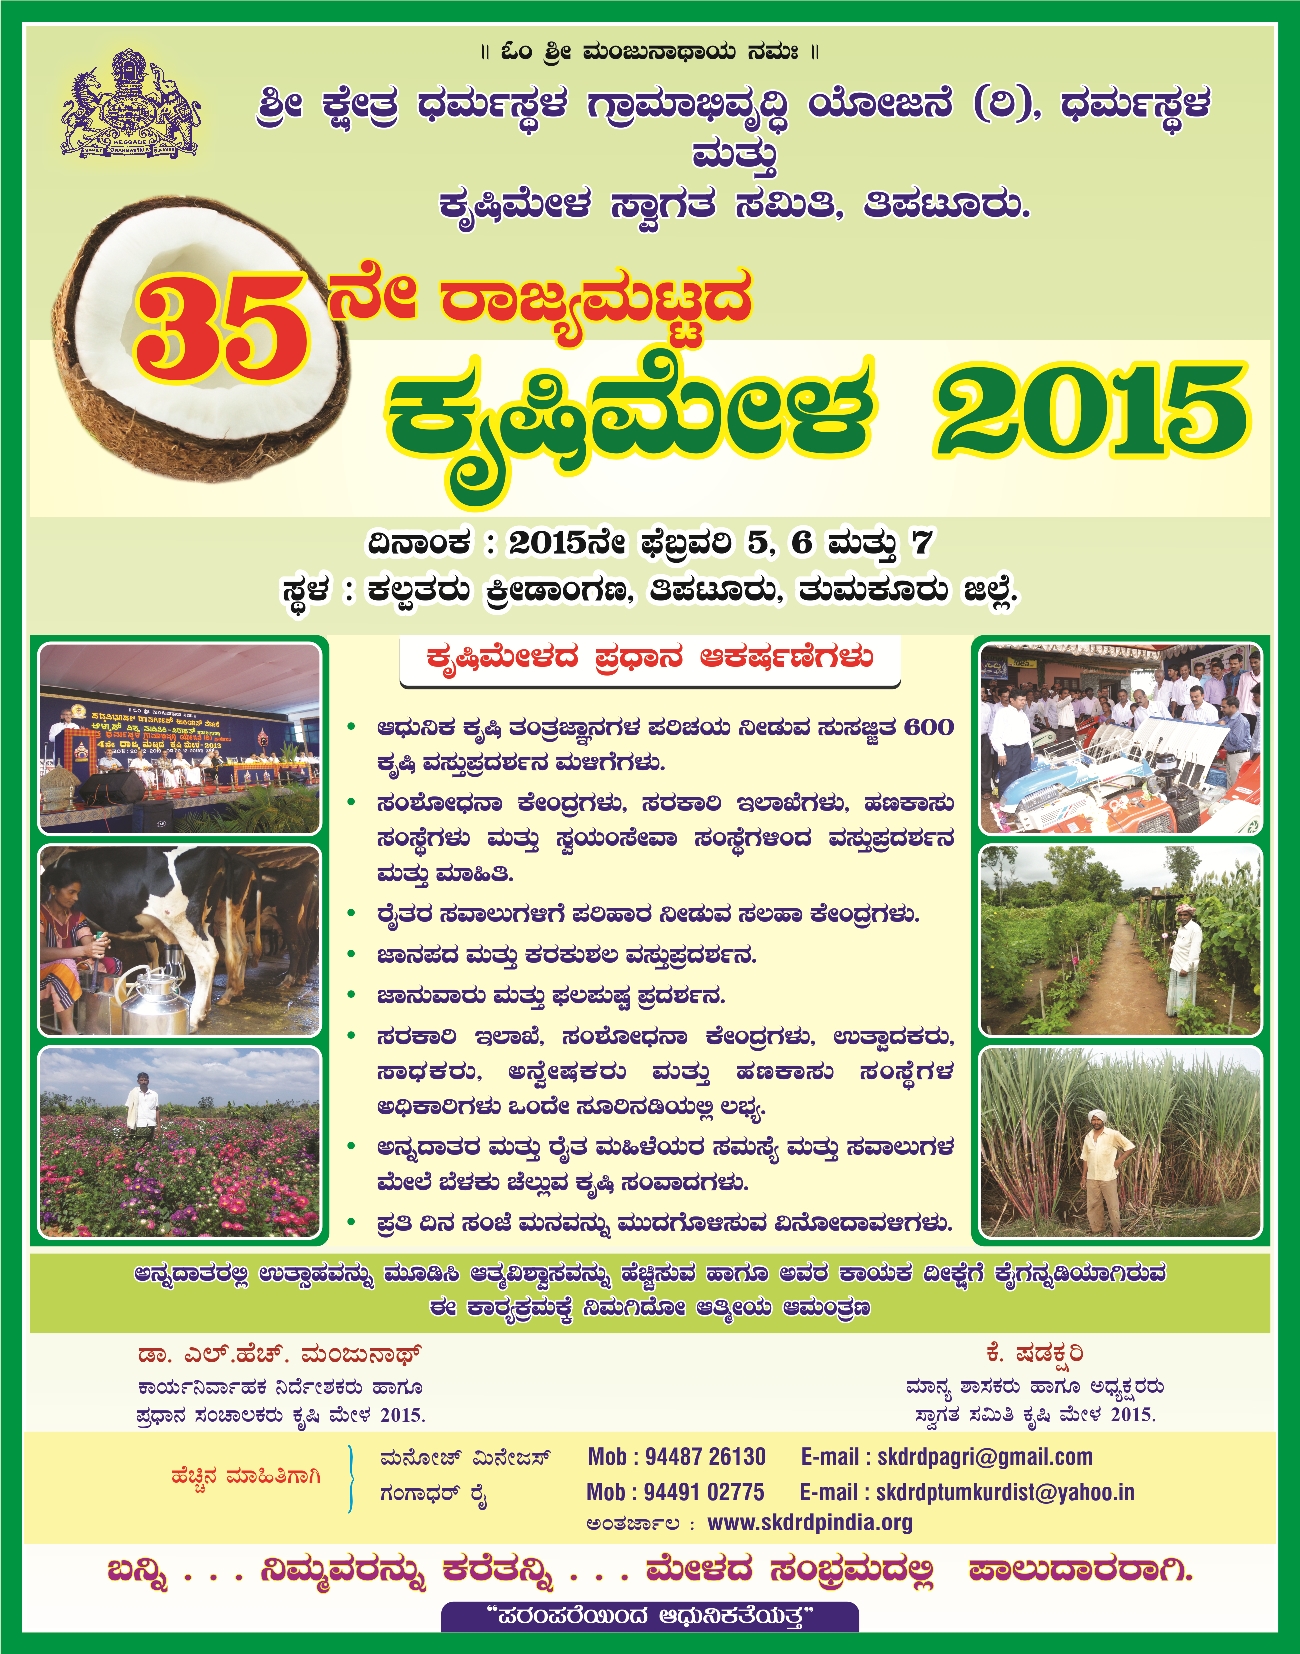 ॥ ಓಂ ಶ್ರೀ ಮಂಜುನಾಥಾಯ ನಮಃ ॥
ಶ್ರೀ ಕ್ಷೇತ್ರ ಧರ್ಮಸ್ಥಳ ಗ್ರಾಮಾಭಿವೃದ್ಧಿ ಯೋಜನೆ (ರಿ), ಧರ್ಮಸ್ಥಳ
ಮತ್ತು
ಕೃಷಿಮೇಳ ಸ್ವಾಗತ ಸಮಿತಿ, ತಿಪಟೂರು.
HEGGADE
35ನೇ ರಾಜ್ಯಮಟ್ಟದ
ಕೃಷಿಮೇಳ 2015
ದಿನಾಂಕ : 2015ನೇ ಫೆಬ್ರವರಿ 5, 6 ಮತ್ತು 7
ಸ್ಥಳ : ಕಲ್ಪತರು ಕ್ರೀಡಾಂಗಣ, ತಿಪಟೂರು, ತುಮಕೂರು ಜಿಲ್ಲೆ.
ಕೃಷಿಮೇಳದ ಪ್ರಧಾನ ಆಕರ್ಷಣೆಗಳು
• ಆಧುನಿಕ ಕೃಷಿ ತಂತ್ರಜ್ಞಾನಗಳ ಪರಿಚಯ ನೀಡುವ ಸುಸಜ್ಜಿತ 600
ಕೃಷಿ ವಸ್ತುಪ್ರದರ್ಶನ ಮಳಿಗೆಗಳು.
• ಸಂಶೋಧನಾ ಕೇಂದ್ರಗಳು, ಸರಕಾರಿ ಇಲಾಖೆಗಳು, ಹಣಕಾಸು
ಸಂಸ್ಥೆಗಳು ಮತ್ತು ಸ್ವಯಂಸೇವಾ ಸಂಸ್ಥೆಗಳಿಂದ ವಸ್ತುಪ್ರದರ್ಶನ
ಮತ್ತು ಮಾಹಿತಿ.
• ರೈತರ ಸವಾಲುಗಳಿಗೆ ಪರಿಹಾರ ನೀಡುವ ಸಲಹಾ ಕೇಂದ್ರಗಳು.
• ಜಾನಪದ ಮತ್ತು ಕರಕುಶಲ ವಸ್ತುಪ್ರದರ್ಶನ.
• ಜಾನುವಾರು ಮತ್ತು ಫಲಪುಷ್ಪ ಪ್ರದರ್ಶನ.
• ಸರಕಾರಿ ಇಲಾಖೆ, ಸಂಶೋಧನಾ ಕೇಂದ್ರಗಳು, ಉತ್ಪಾದಕರು,
ಸಾಧಕರು, ಅನ್ವೇಷಕರು ಮತ್ತು ಹಣಕಾಸು ಸಂಸ್ಥೆಗಳ
ಅಧಿಕಾರಿಗಳು ಒಂದೇ ಸೂರಿನಡಿಯಲ್ಲಿ ಲಭ್ಯ.
• ಅನ್ನದಾತರ ಮತ್ತು ರೈತ ಮಹಿಳೆಯರ ಸಮಸ್ಯೆ ಮತ್ತು ಸವಾಲುಗಳ
ಮೇಲೆ ಬೆಳಕು ಚೆಲ್ಲುವ ಕೃಷಿ ಸಂವಾದಗಳು.
• ಪ್ರತಿ ದಿನ ಸಂಜೆ ಮನವನ್ನು ಮುದಗೊಳಿಸುವ ವಿನೋದಾವಳಿಗಳು.
ಅನ್ನದಾತರಲ್ಲಿ ಉತ್ಸಾಹವನ್ನು ಮೂಡಿಸಿ ಆತ್ಮವಿಶ್ವಾಸವನ್ನು ಹೆಚ್ಚಿಸುವ ಹಾಗೂ ಅವರ ಕಾಯಕ ದೀಕ್ಷೆಗೆ ಕೈಗನ್ನಡಿಯಾಗಿರುವ
ಈ ಕಾರ್‍ಯಕ್ರಮಕ್ಕೆ ನಿಮಗಿದೋ ಆತ್ಮೀಯ ಆಮಂತ್ರಣ
ಡಾ. ಎಲ್.ಹೆಚ್. ಮಂಜುನಾಥ್
ಕಾರ್ಯನಿರ್ವಾಹಕ ನಿರ್ದೇಶಕರು ಹಾಗೂ
ಪ್ರಧಾನ ಸಂಚಾಲಕರು ಕೃಷಿ ಮೇಳ 2015.
ಕೆ. ಷಡಕ್ಷರಿ
ಮಾನ್ಯ ಶಾಸಕರು ಹಾಗೂ ಅಧ್ಯಕ್ಷರರು
ಸ್ವಾಗತ ಸಮಿತಿ ಕೃಷಿ ಮೇಳ 2015.
ಹೆಚ್ಚಿನ ಮಾಹಿತಿಗಾಗಿ
ಮನೋಜ್ ಮಿನೇಜಸ್ Mob : 94487 26130 E-mail : skdrdpagri@gmail.com
ಗಂಗಾಧರ್ ರೈ Mob : 94491 02775 E-mail : skdrdptumkurdist@yahoo.in
ಅಂತರ್ಜಾಲ : www.skdrdpindia.org
ಬನ್ನಿ . . . ನಿಮ್ಮವರನ್ನು ಕರೆತನ್ನಿ . . . ಮೇಳದ ಸಂಭ್ರಮದಲ್ಲಿ ಪಾಲುದಾರರಾಗಿ.
"ಪರಂಪರೆಯಿಂದ ಆಧುನಿಕತೆಯತ್ತ"